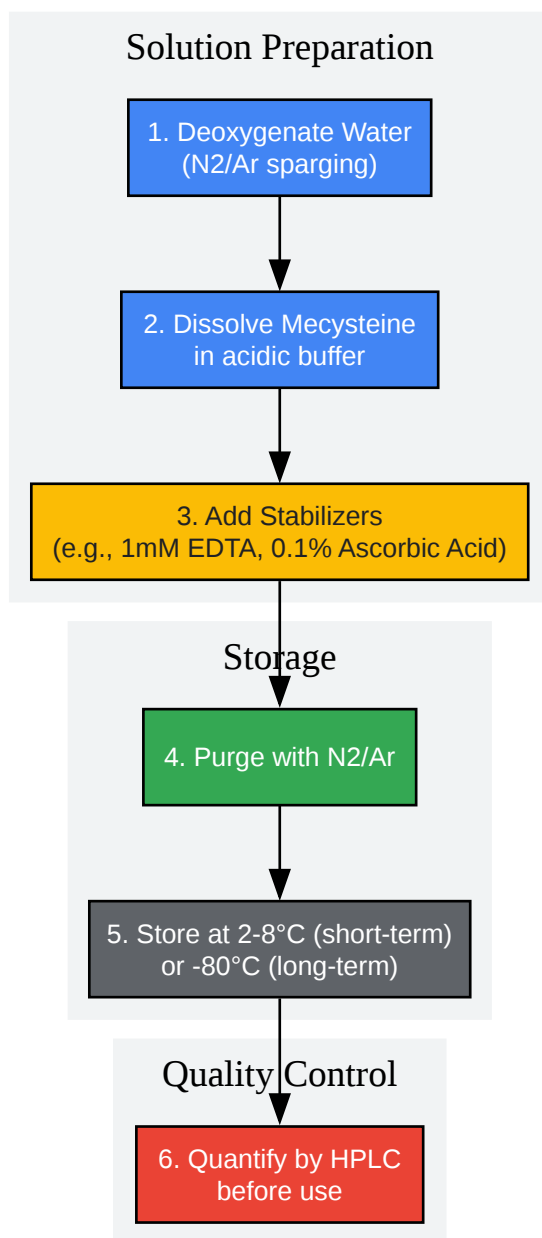 Solution Preparation
1. Deoxygenate Water
(N2/Ar sparging)
2. Dissolve Mecysteine
in acidic buffer
3. Add Stabilizers
(e.g., 1mM EDTA, 0.1% Ascorbic Acid)
Storage
4. Purge with N2/Ar
5. Store at 2-8°C (short-term)
or -80°C (long-term)
Quality Control
6. Quantify by HPLC
before use